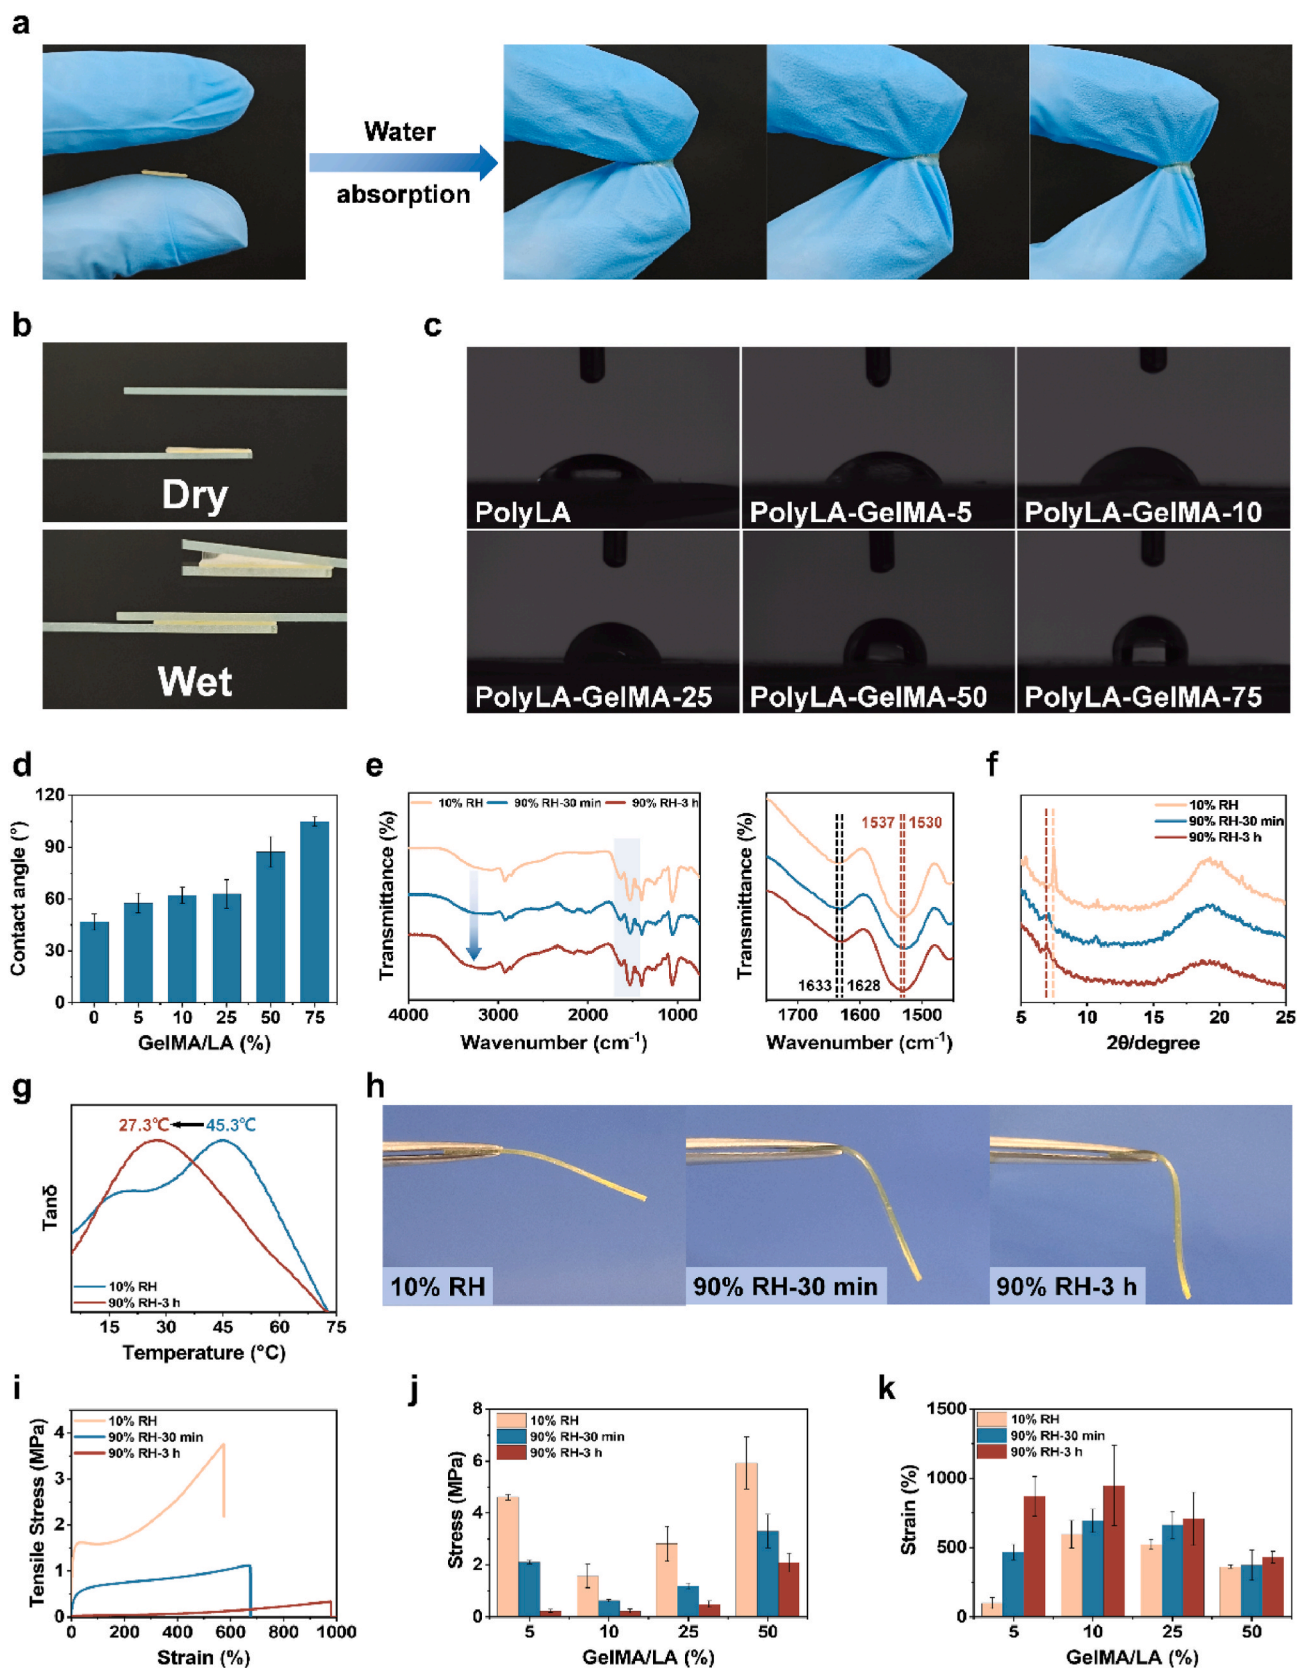 a
Water
absorption
b
Dry
Wet
c
PolyLA
PolyLA-GelMA-5
PolyLA-GelMA-10
PolyLA-GelMA-25
PolyLA-GelMA-50
PolyLA-GelMA-75
d
Contact angle (°)
120
90
60
30
0
0 5 10 25 50 75
GelMA/LA (%)
e
Transmittance (%)
10% RH 90% RH-30 min 90% RH-3 h
4000 3000 2000 1000
Wavenumber (cm-1)
Transmittance (%)
1537 1530
1633 1628
1700 1600 1500
Wavenumber (cm-1)
f
10% RH
90% RH-30 min
90% RH-3 h
5 10 15 20 25
2θ/degree
g
27.3℃ 45.3℃
Tanδ
10% RH
90% RH-3 h
15 30 45 60 75
Temperature (°C)
h
10% RH
90% RH-30 min
90% RH-3 h
i
Tensile Stress (MPa)
10% RH
90% RH-30 min
90% RH-3 h
4
3
2
1
0
0 200 400 600 800 1000
Strain (%)
j
Stress (MPa)
10% RH
90% RH-30 min
90% RH-3 h
8
6
4
2
0
5 10 25 50
GelMA/LA (%)
k
Strain (%)
10% RH
90% RH-30 min
90% RH-3 h
1500
1000
500
0
5 10 25 50
GelMA/LA (%)